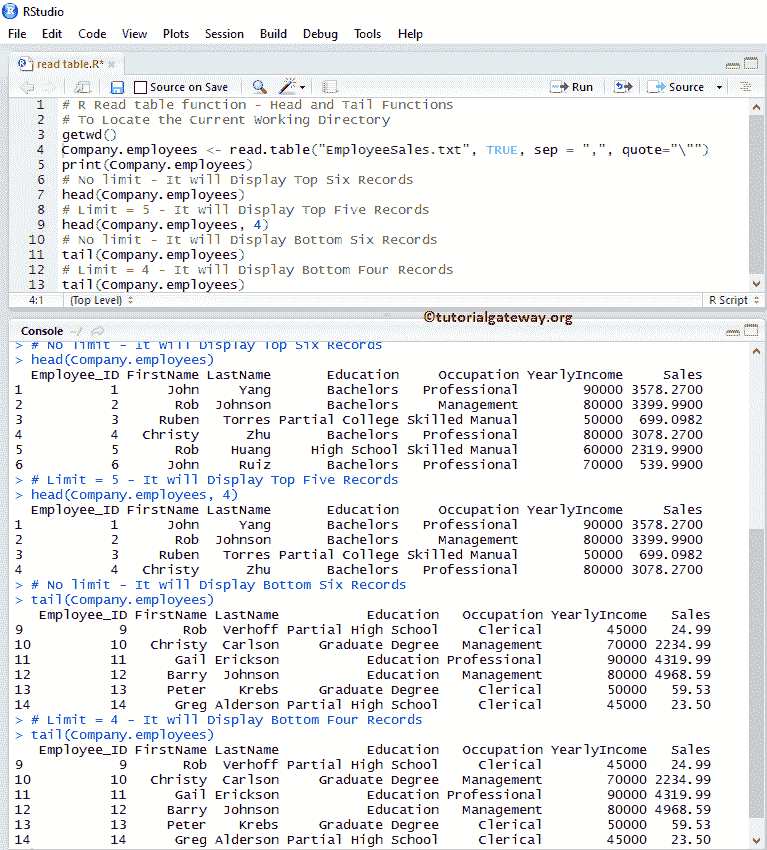 RStudio
File Edit Code View Plots Session Build Debug Tools Help
read table.R*
Source on Save Run Source
1 # R Read table function - Head and Tail Functions
2 # To Locate the Current Working Directory
3 getwd()
4 Company.employees <- read.table("EmployeeSales.txt", TRUE, sep = ",", quote="\"")
5 print(Company.employees)
6 # No limit - It will Display Top Six Records
7 head(Company.employees)
8 # Limit = 5 - It will Display Top Five Records
9 head(Company.employees, 4)
10 # No limit - It will Display Bottom Six Records
11 tail(Company.employees)
12 # Limit = 4 - It will Display Bottom Four Records
13 tail(Company.employees)
4:1 (Top Level) R Script
©tutorialgateway.org
Console ~/
> # No limit - It will Display Top Six Records
> head(Company.employees)
  Employee_ID FirstName LastName       Education     Occupation YearlyIncome     Sales
1           1      John     Yang       Bachelors   Professional        90000 3578.2700
2           2       Rob  Johnson       Bachelors     Management        80000 3399.9900
3           3     Ruben   Torres Partial College Skilled Manual        50000  699.0982
4           4   Christy      Zhu       Bachelors   Professional        80000 3078.2700
5           5       Rob    Huang     High School Skilled Manual        60000 2319.9900
6           6      John     Ruiz       Bachelors   Professional        70000  539.9900
> # Limit = 5 - It will Display Top Five Records
> head(Company.employees, 4)
  Employee_ID FirstName LastName       Education     Occupation YearlyIncome     Sales
1           1      John     Yang       Bachelors   Professional        90000 3578.2700
2           2       Rob  Johnson       Bachelors     Management        80000 3399.9900
3           3     Ruben   Torres Partial College Skilled Manual        50000  699.0982
4           4   Christy      Zhu       Bachelors   Professional        80000 3078.2700
> # No limit - It will Display Bottom Six Records
> tail(Company.employees)
   Employee_ID FirstName LastName           Education   Occupation YearlyIncome   Sales
9            9       Rob  Verhoff Partial High School     Clerical        45000   24.99
10          10   Christy  Carlson     Graduate Degree   Management        70000 2234.99
11          11      Gail Erickson           Education Professional        90000 4319.99
12          12     Barry  Johnson           Education   Management        80000 4968.59
13          13     Peter    Krebs     Graduate Degree     Clerical        50000   59.53
14          14      Greg Alderson Partial High School     Clerical        45000   23.50
> # Limit = 4 - It will Display Bottom Four Records
> tail(Company.employees)
   Employee_ID FirstName LastName           Education   Occupation YearlyIncome   Sales
9            9       Rob  Verhoff Partial High School     Clerical        45000   24.99
10          10   Christy  Carlson     Graduate Degree   Management        70000 2234.99
11          11      Gail Erickson           Education Professional        90000 4319.99
12          12     Barry  Johnson           Education   Management        80000 4968.59
13          13     Peter    Krebs     Graduate Degree     Clerical        50000   59.53
14          14      Greg Alderson Partial High School     Clerical        45000   23.50